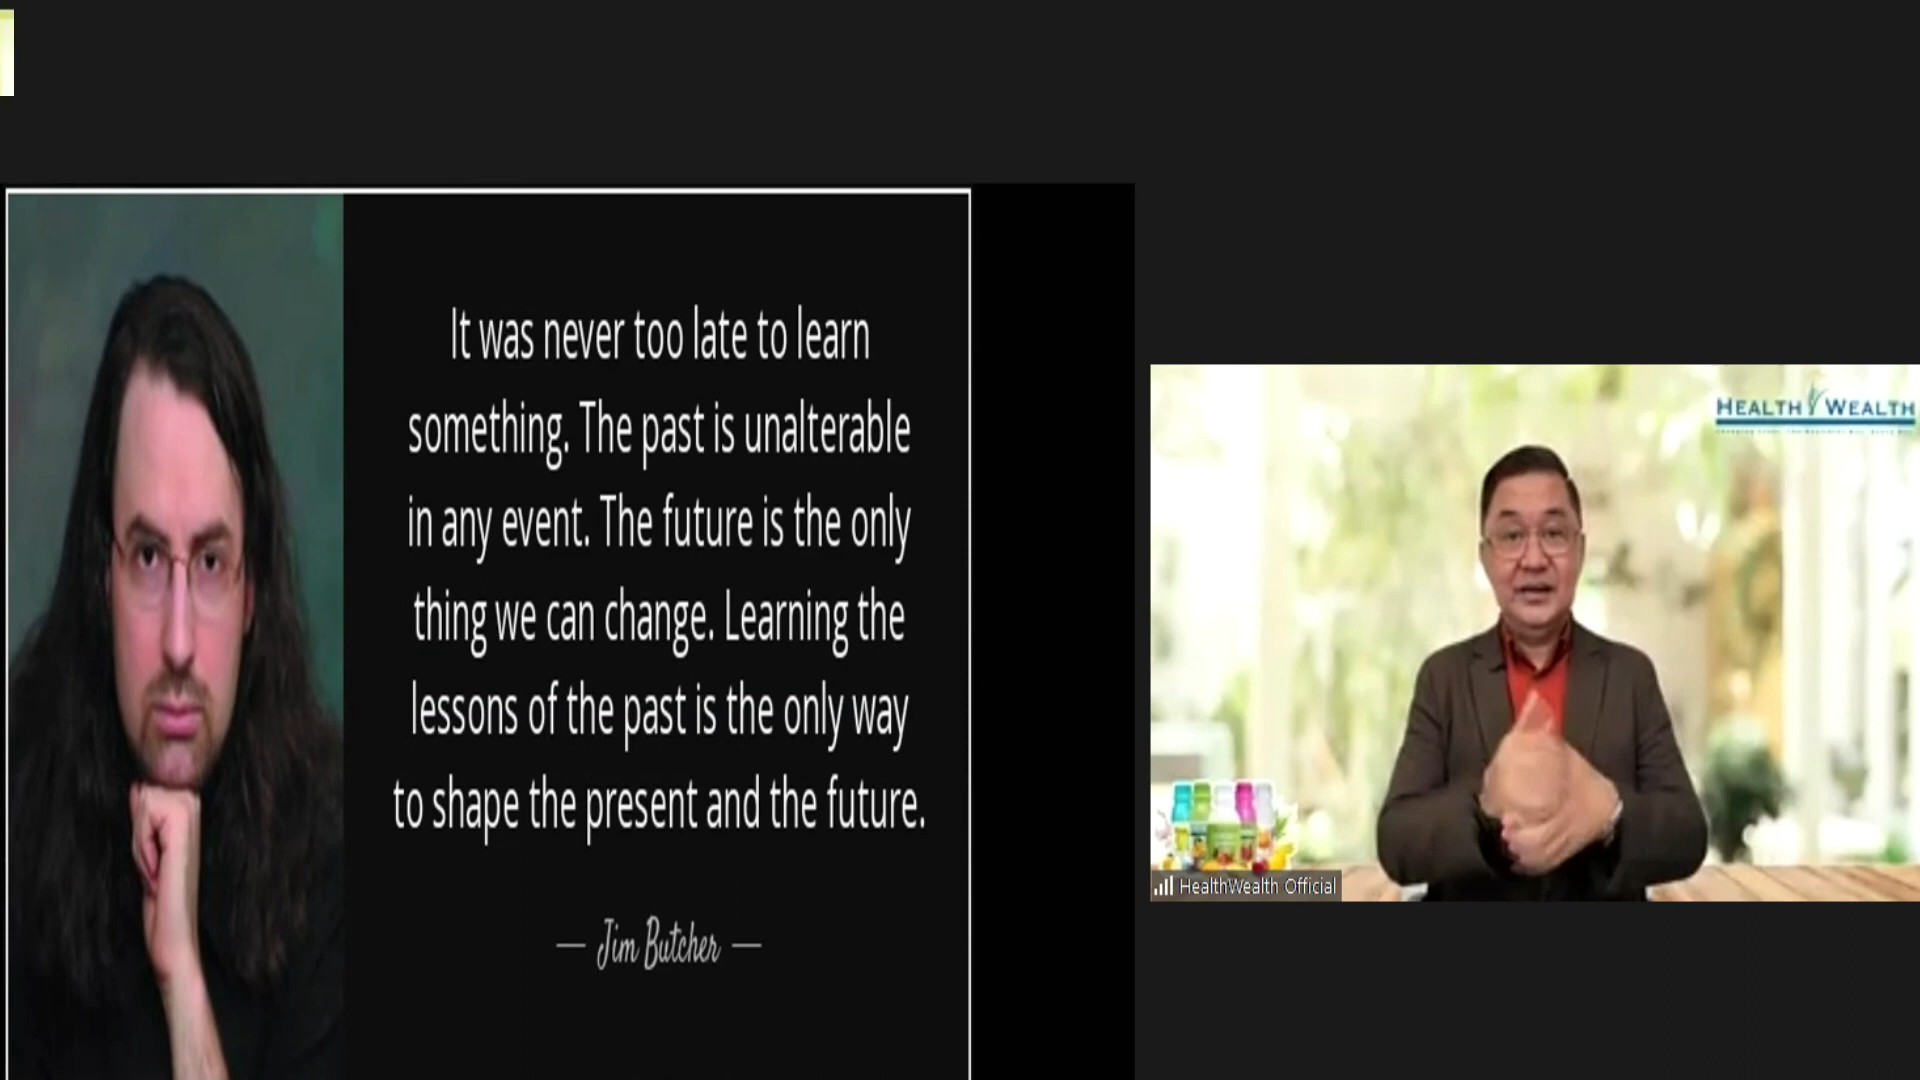 It was never too late to learn
something. The past is unalterable
in any event. The future is the only
thing we can change. Learning the
lessons of the past is the only way
to shape the present and the future.
— Jim Butcher —
HEALTH WEALTH
HealthWealth Official